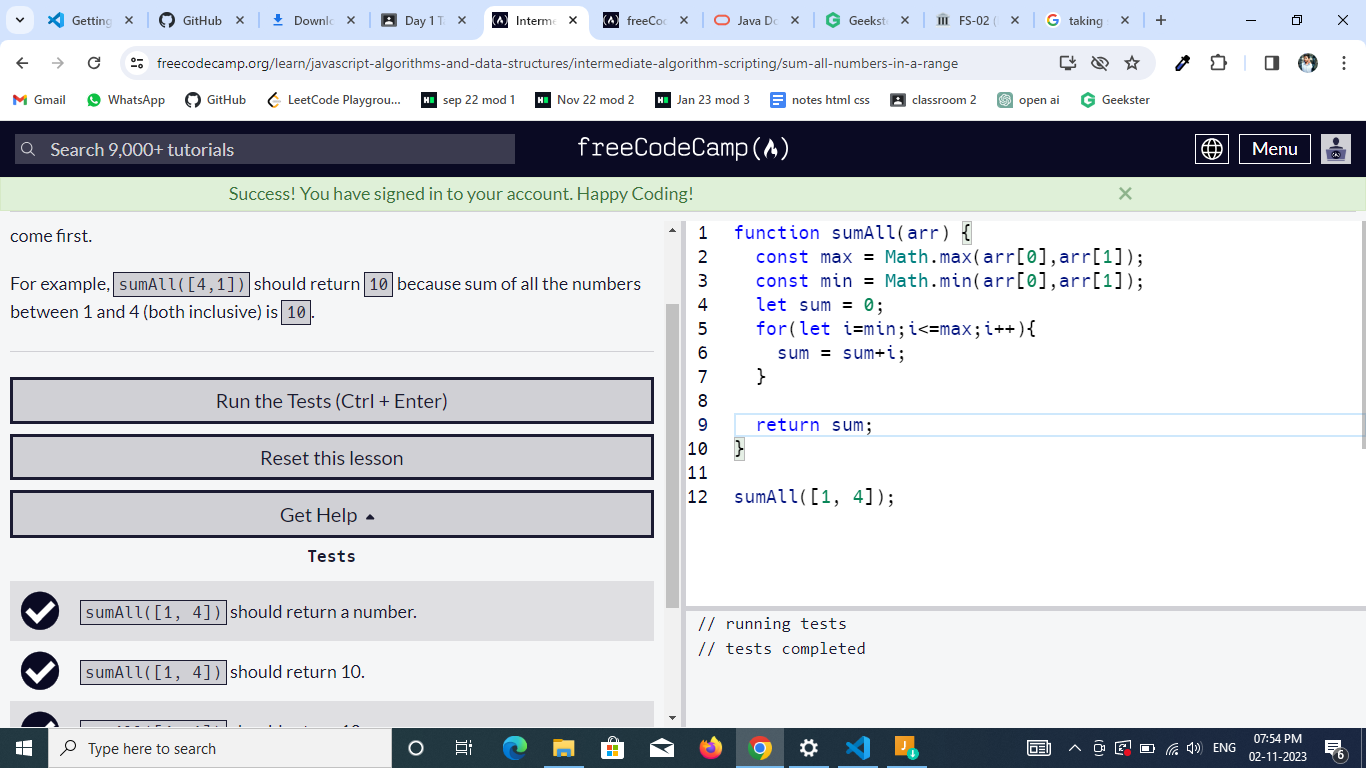 Getting
GitHub
Downlo
Day 1 T
Interme
freeCo
Java Do
Geekste
FS-02 (
taking s
freecodecamp.org/learn/javascript-algorithms-and-data-structures/intermediate-algorithm-scripting/sum-all-numbers-in-a-range
Gmail
WhatsApp
GitHub
LeetCode Playgrou...
sep 22 mod 1
Nov 22 mod 2
Jan 23 mod 3
notes html css
classroom 2
open ai
Geekster
Search 9,000+ tutorials
freeCodeCamp
Menu
Success! You have signed in to your account. Happy Coding!
come first.
For example, sumAll([4,1]) should return 10 because sum of all the numbers
between 1 and 4 (both inclusive) is 10.
Run the Tests (Ctrl + Enter)
Reset this lesson
Get Help
Tests
sumAll([1, 4]) should return a number.
sumAll([1, 4]) should return 10.
1 function sumAll(arr) {
2 const max = Math.max(arr[0],arr[1]);
3 const min = Math.min(arr[0],arr[1]);
4 let sum = 0;
5 for(let i=min;i<=max;i++){
6 sum = sum+i;
7 }
8
9 return sum;
10 }
11
12 sumAll([1, 4]);
// running tests
// tests completed
Type here to search
ENG
07:54 PM
02-11-2023
6